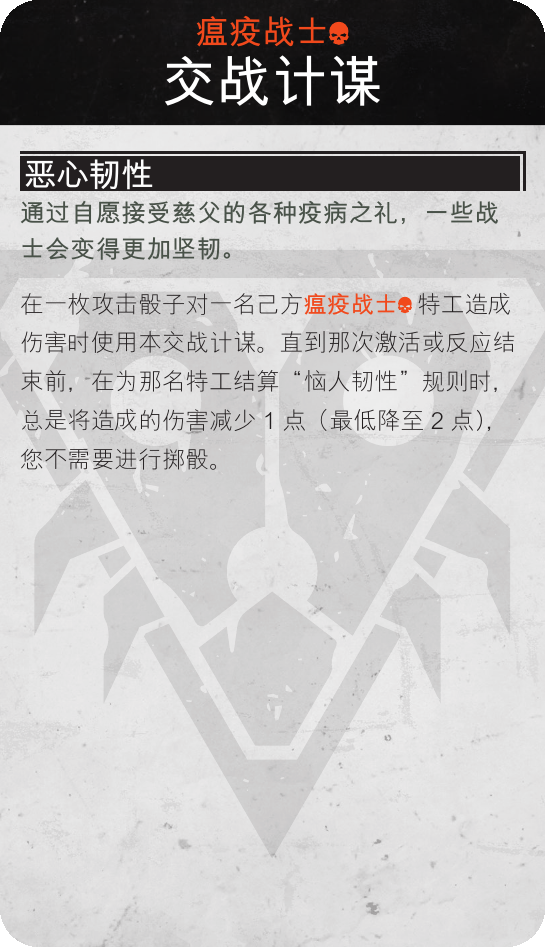 瘟疫战士
交战计谋
恶心韧性
通过自愿接受慈父的各种疫病之礼，一些战
士会变得更加坚韧。
在一枚攻击骰子对一名己方瘟疫战士特工造成
伤害时使用本交战计谋。直到那次激活或反应结
束前，在为那名特工结算“恼人韧性”规则时，
总是将造成的伤害减少 1 点（最低降至 2 点），
您不需要进行掷骰。